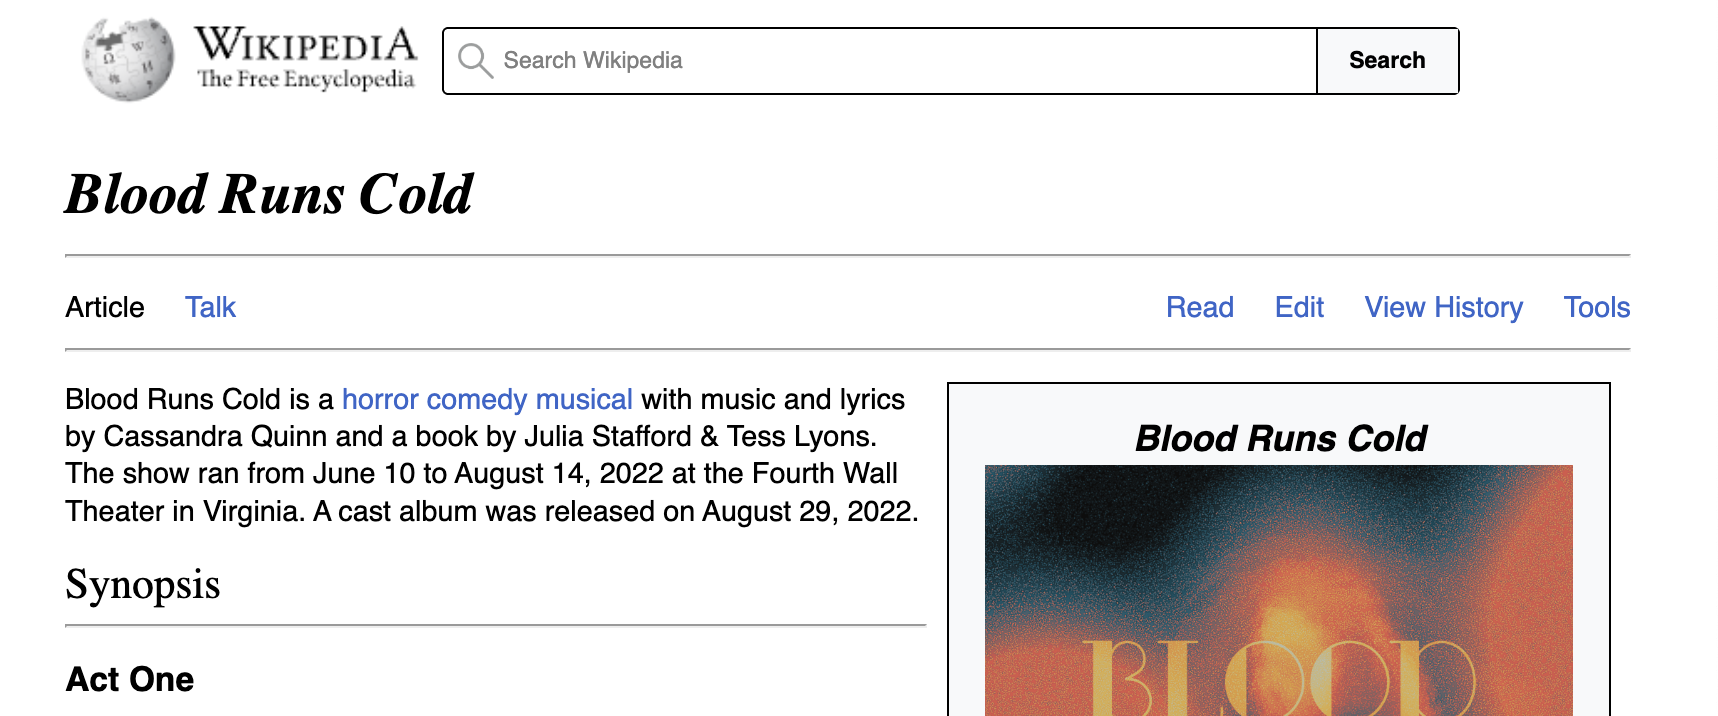 WIKIPEDIA
The Free Encyclopedia
Search Wikipedia
Search
Blood Runs Cold
Article Talk Read Edit View History Tools
Blood Runs Cold is a horror comedy musical with music and lyrics
by Cassandra Quinn and a book by Julia Stafford & Tess Lyons.
The show ran from June 10 to August 14, 2022 at the Fourth Wall
Theater in Virginia. A cast album was released on August 29, 2022.
Synopsis
Act One
Blood Runs Cold
BLOOD